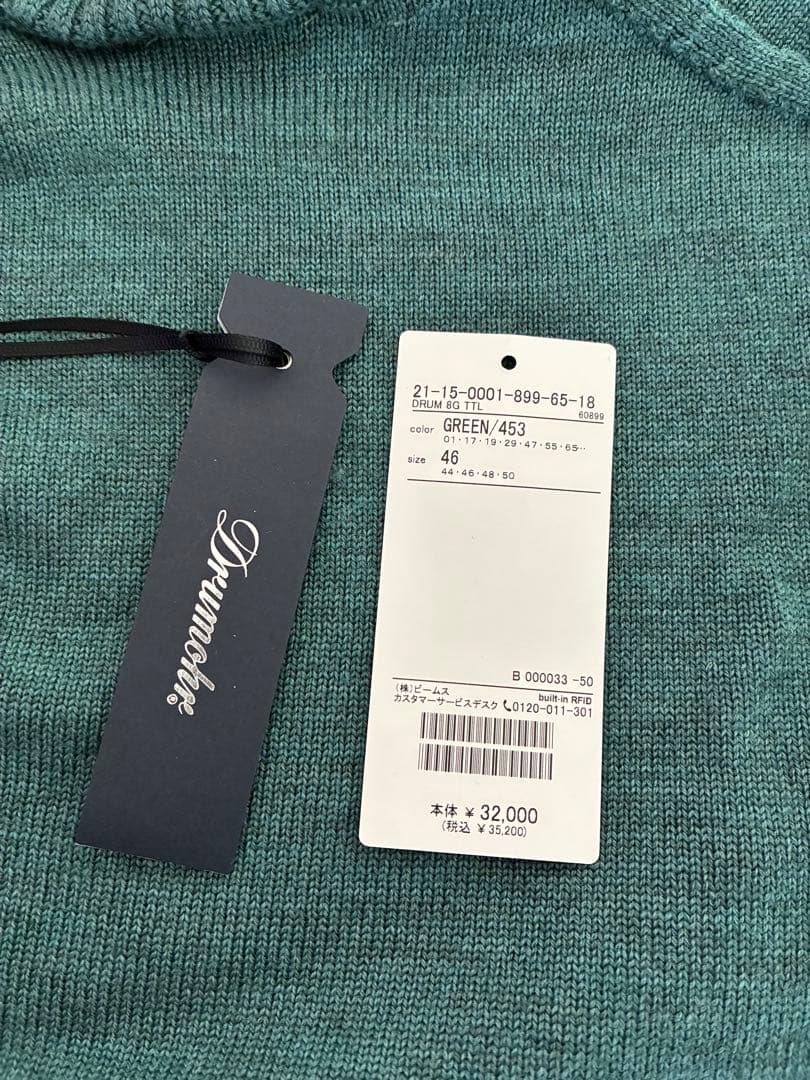 Drumohr
21-15-0001-899-65-18
DRUM 8G TTL 60899
color GREEN/453
01・17・19・29・47・55・65…
size 46
44・46・48・50
B 000033 -50
(株)ビームス built-in RFiD
カスタマーサービスデスク 0120-011-301
本体 ¥ 32,000
(税込 ¥ 35,200)